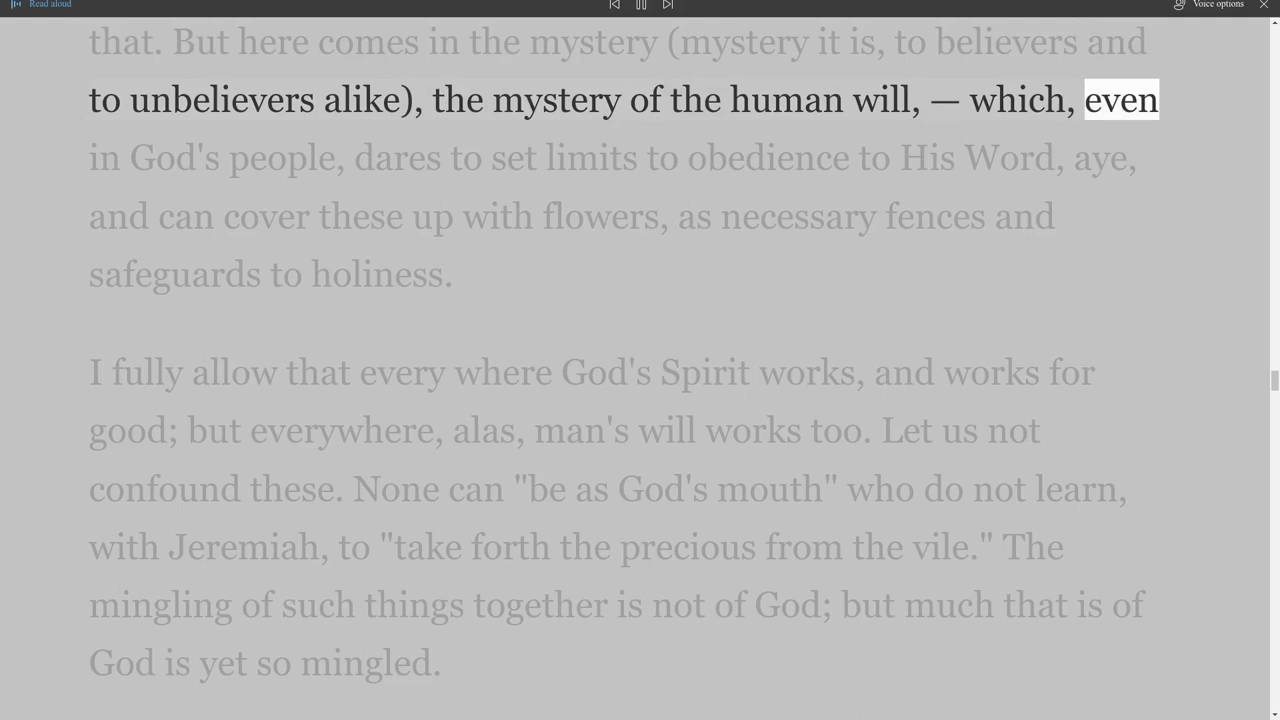 Read aloud
Voice options
that. But here comes in the mystery (mystery it is, to believers and
to unbelievers alike), the mystery of the human will, — which, even
in God's people, dares to set limits to obedience to His Word, aye,
and can cover these up with flowers, as necessary fences and
safeguards to holiness.
I fully allow that every where God's Spirit works, and works for
good; but everywhere, alas, man's will works too. Let us not
confound these. None can "be as God's mouth" who do not learn,
with Jeremiah, to "take forth the precious from the vile." The
mingling of such things together is not of God; but much that is of
God is yet so mingled.